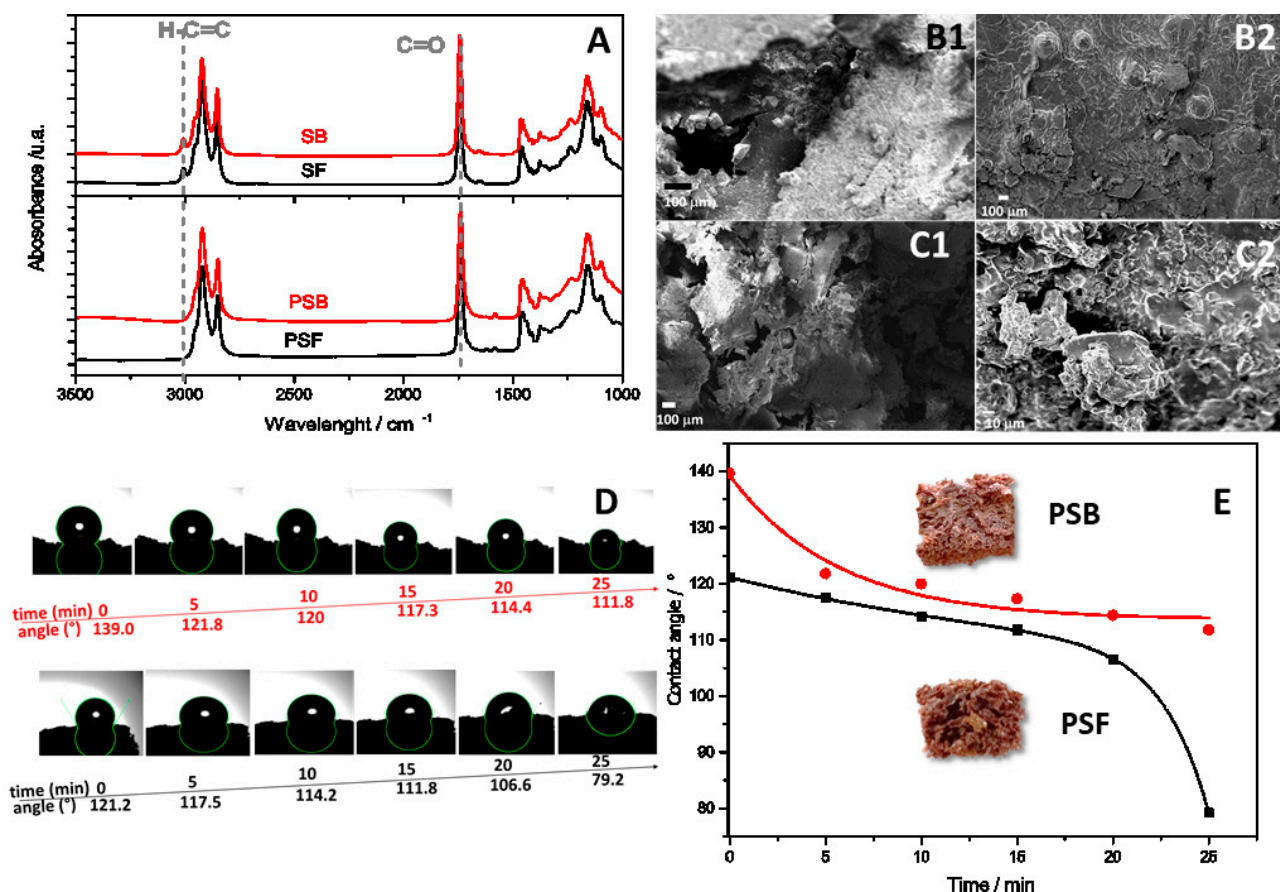 A
H-C=C
C=O
SB
SF
PSB
PSF
Abosorbance /u.a.
3500 3000 2500 2000 1500 1000
Wavelenght / cm⁻¹
B1
100 µm
B2
100 µm
C1
100 µm
C2
10 µm
D
time (min) 0 5 10 15 20 25
angle (°) 139.0 121.8 120 117.3 114.4 111.8
time (min) 0 5 10 15 20 25
angle (°) 121.2 117.5 114.2 111.8 106.6 79.2
E
PSB
PSF
Contact angle / °
140
130
120
110
100
90
80
0 5 10 15 20 25
Time / min